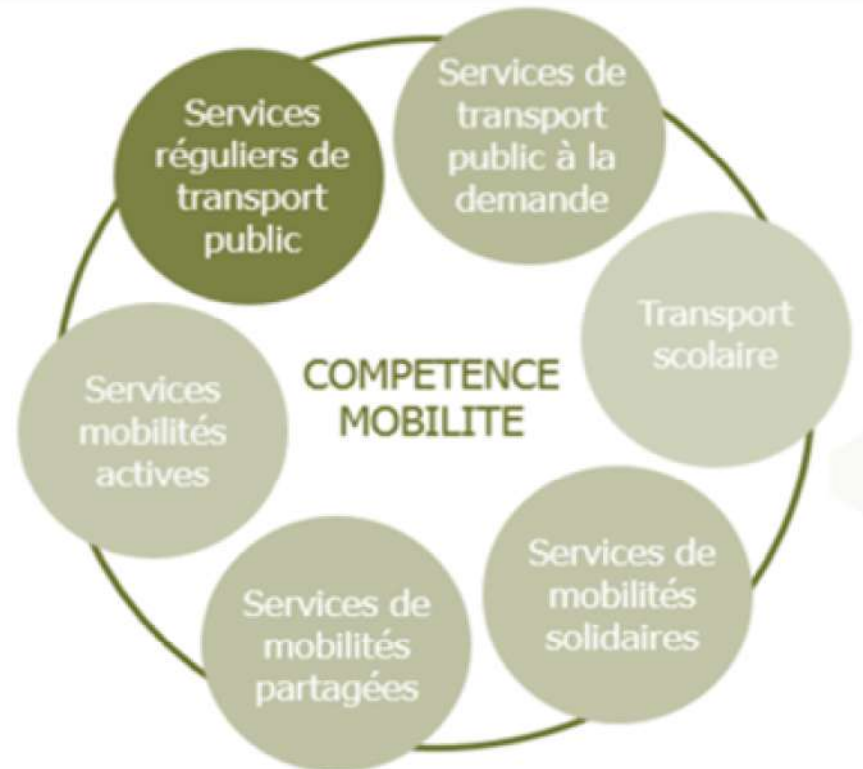 Services
réguliers de
transport
public
Services de
transport
public à la
demande
Transport
scolaire
Services de
mobilités
solidaires
Services de
mobilités
partagées
Services
mobilités
actives
COMPETENCE
MOBILITE